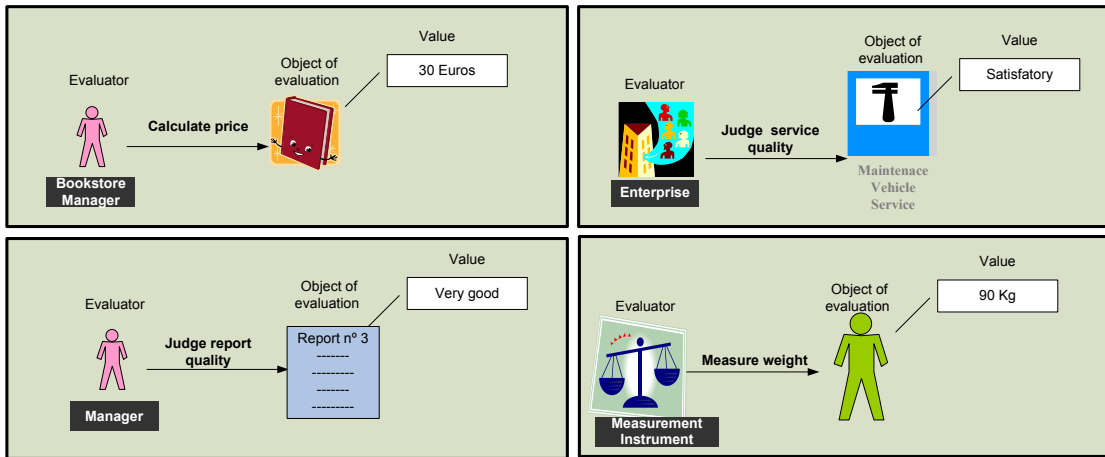 Value
30 Euros
Object of
evaluation
Evaluator
Calculate price
Bookstore
Manager
Value
Satisfatory
Object of
evaluation
Evaluator
Judge service
quality
Enterprise
Maintenace
Vehicle
Service
Value
Very good
Object of
evaluation
Evaluator
Report nº 3
-------
---------
-------
---------
Judge report
quality
Manager
Value
90 Kg
Object of
evaluation
Evaluator
Measure weight
Measurement
Instrument